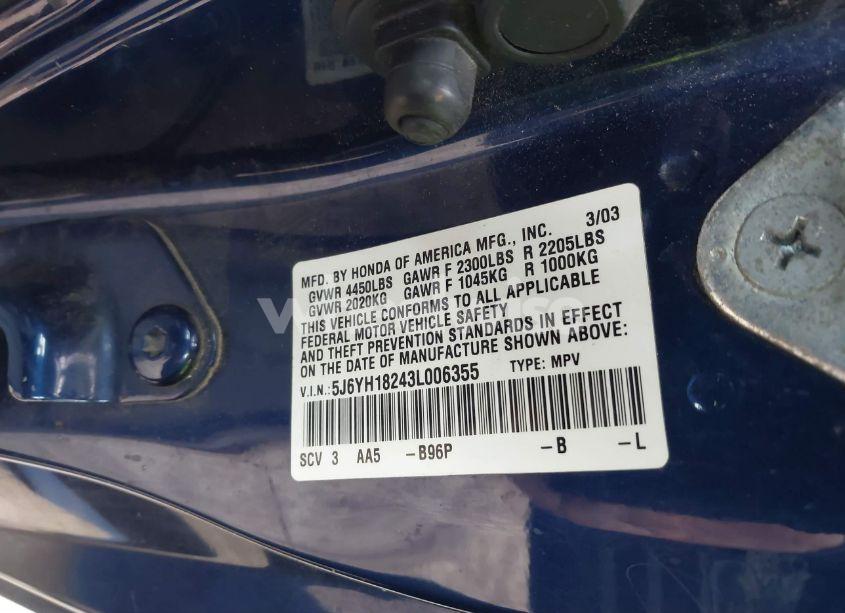 MFD. BY HONDA OF AMERICA MFG., INC. 3/03
GVWR 4450LBS GAWR F 2300LBS R 2205LBS
GVWR 2020KG GAWR F 1045KG R 1000KG
THIS VEHICLE CONFORMS TO ALL APPLICABLE
FEDERAL MOTOR VEHICLE SAFETY
AND THEFT PREVENTION STANDARDS IN EFFECT
ON THE DATE OF MANUFACTURE SHOWN ABOVE:
V.I.N.:5J6YH18243L006355 TYPE: MPV
SCV 3 AA5 -B96P -B -L